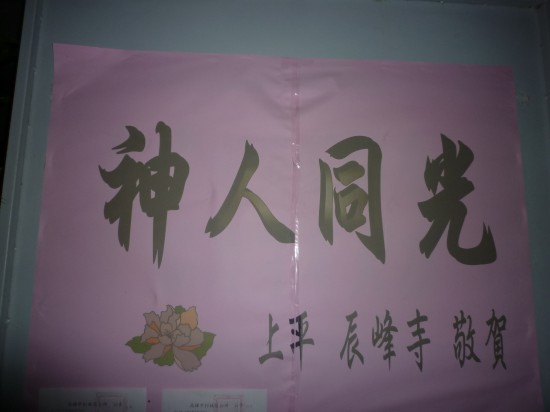 神人同光
上平 辰峰寺 敬賀